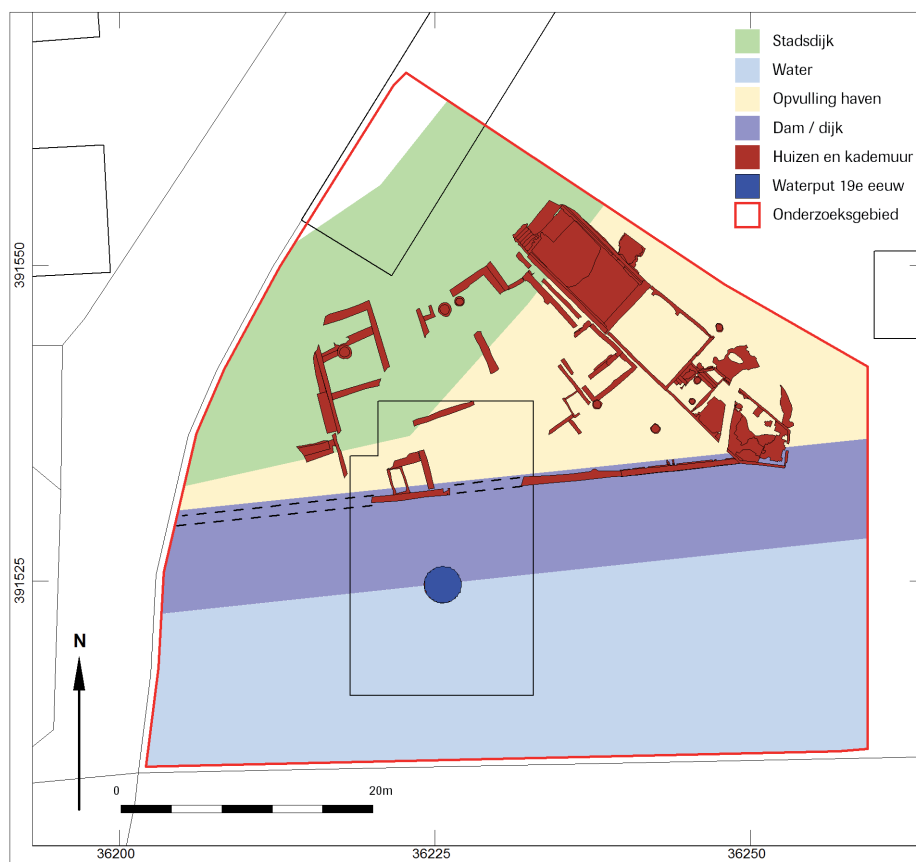 Stadsdijk
Water
Opvulling haven
Dam / dijk
Huizen en kademuur
Waterput 19e eeuw
Onderzoeksgebied
391550
391525
N
0 20m
36200 36225 36250